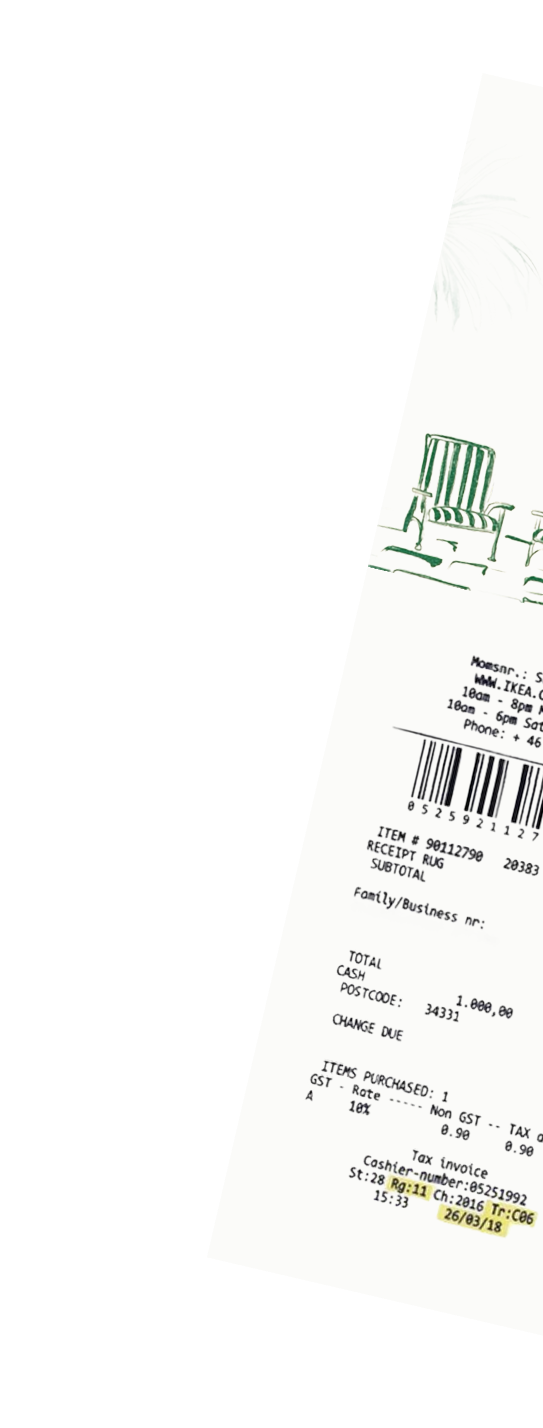 Momsnr.: S
WWW.IKEA.C
10am - 8pm M
10am - 6pm Sat
Phone: + 46
0 5 2 5 9 2 1 1 2 7
ITEM # 90112790 20383
RECEIPT RUG
SUBTOTAL
Family/Business nr:
TOTAL
CASH 1.000,00
POSTCODE: 34331
CHANGE DUE
ITEMS PURCHASED: 1
GST - Rate ----- Non GST -- TAX a
A 10% 0.90 0.90
Tax invoice
Cashier-number:05251992
St:28 Rg:11 Ch:2016 Tr:C06
15:33 26/03/18